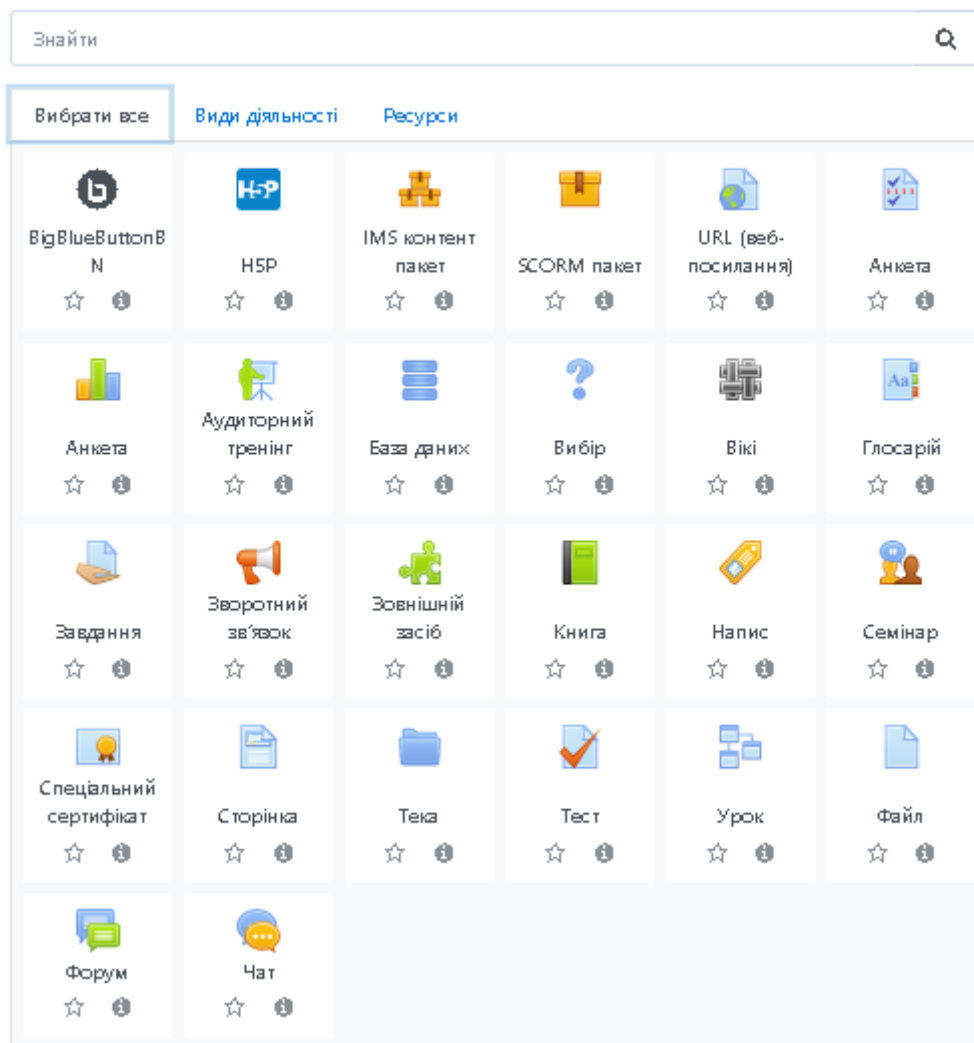 Знайти
Вибрати все Види діяльності Ресурси
H5P
BigBlueButtonB
N
H5P
IMS контент
пакет
SCORM пакет
URL (веб-
посилання)
Анкета
Анкета
Аудиторний
тренінг
База даних
Вибір
Вікі
Aa
Глосарій
Завдання
Зворотний
зв'язок
Зовнішній
засіб
Книга
Напис
Семінар
Спеціальний
сертифікат
Сторінка
Тека
Тест
Урок
Файл
Форум
Чат